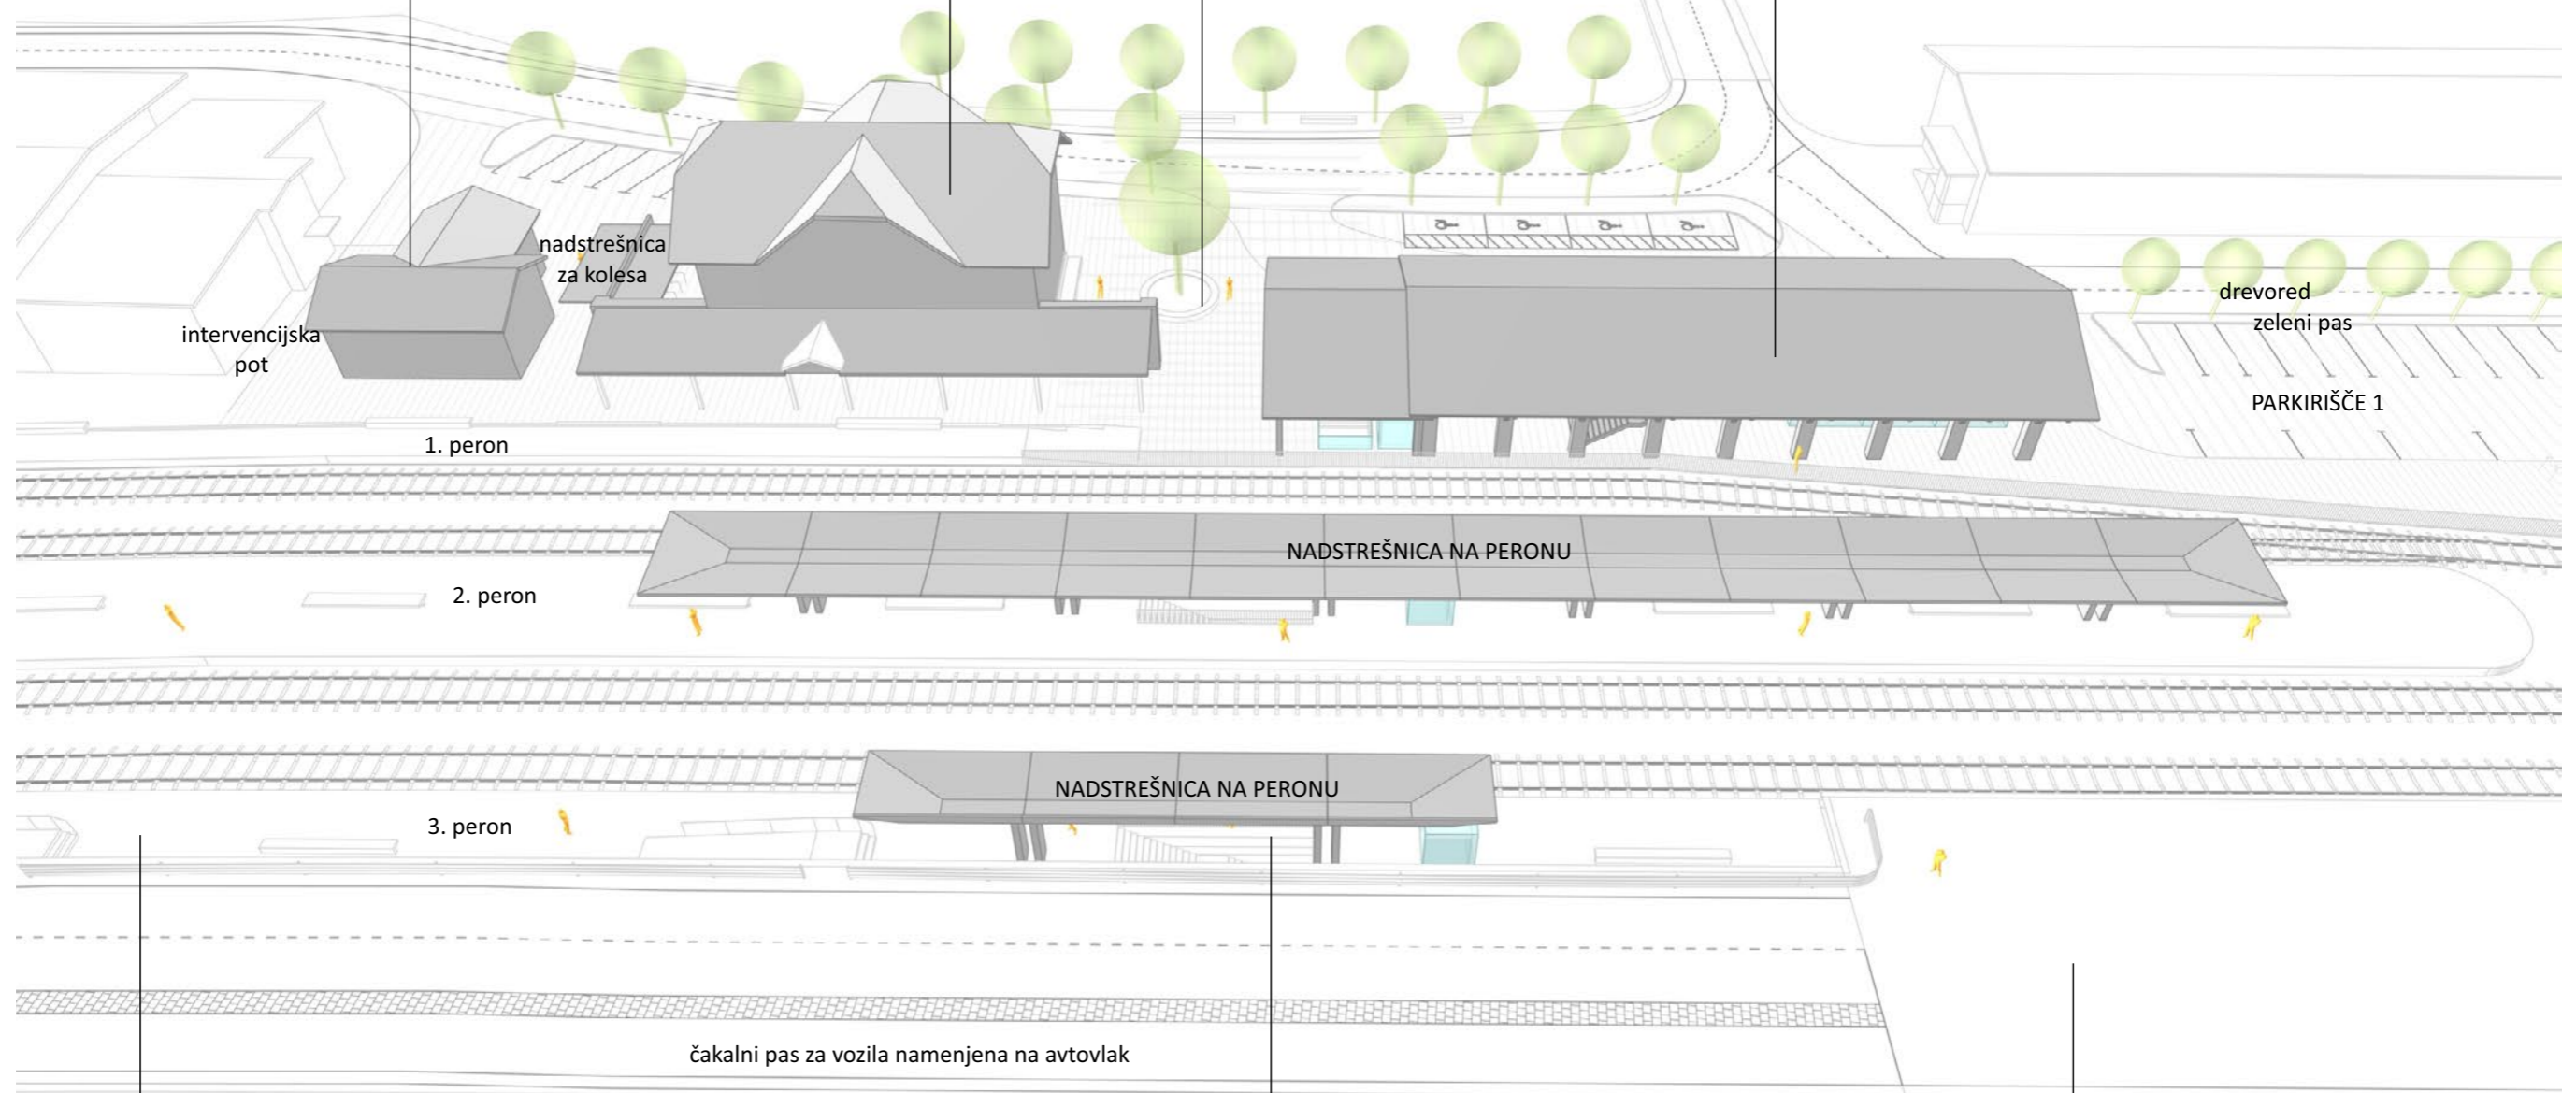 nadstrešnica
za kolesa
intervencijska
pot
drevored
zeleni pas
PARKIRIŠČE 1
1. peron
NADSTREŠNICA NA PERONU
2. peron
NADSTREŠNICA NA PERONU
3. peron
čakalni pas za vozila namenjena na avtovlak